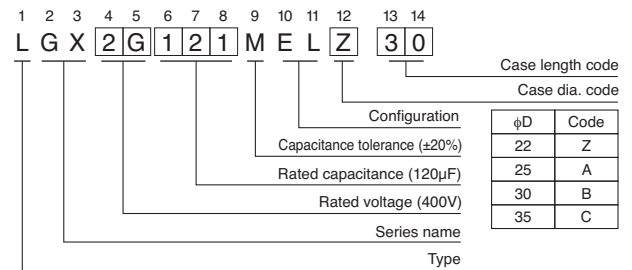 1 2 3 4 5 6 7 8 9 10 11 12 13 14
L G X 2 G 1 2 1 M E L Z 3 0
Case length code
Case dia. code
Configuration
Capacitance tolerance (±20%)
Rated capacitance (120µF)
Rated voltage (400V)
Series name
Type
ϕD Code
22 Z
25 A
30 B
35 C